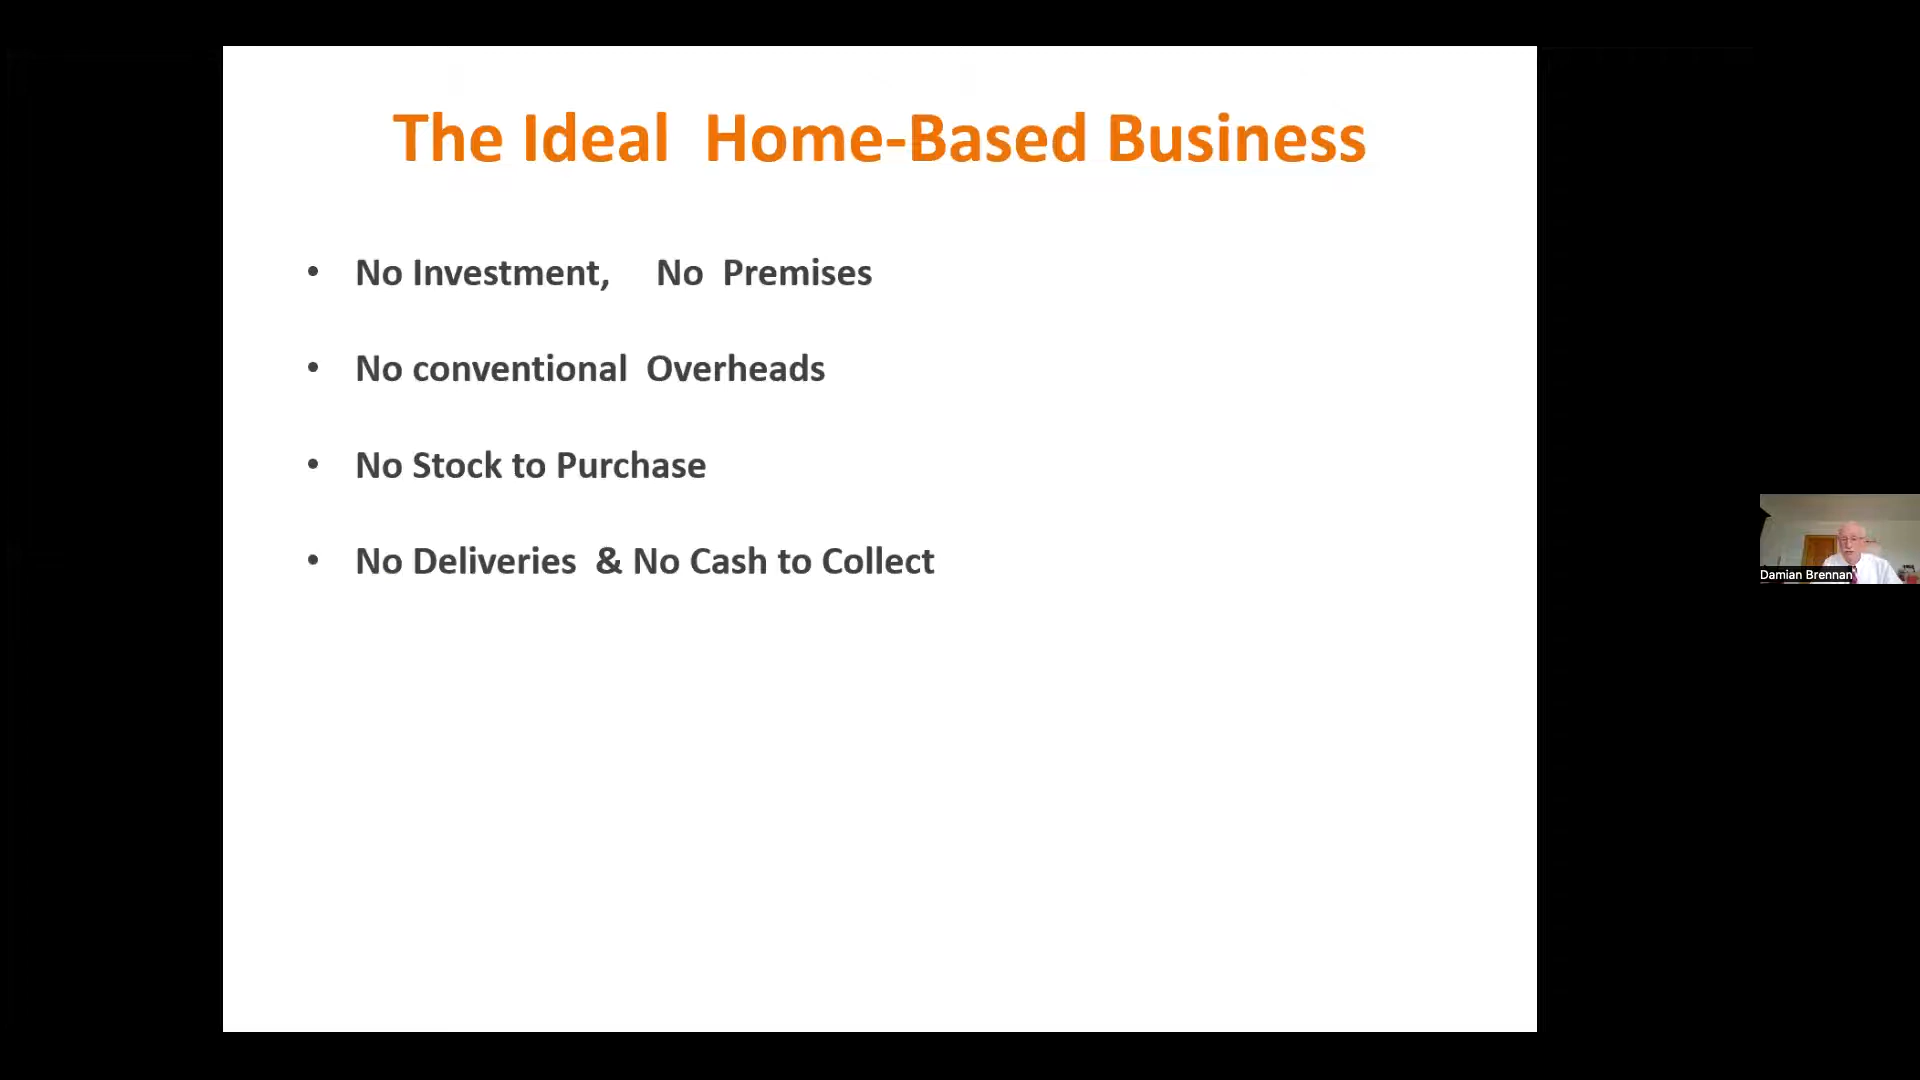 The Ideal Home-Based Business
• No Investment, No Premises
• No conventional Overheads
• No Stock to Purchase
• No Deliveries & No Cash to Collect
Damian Brennan